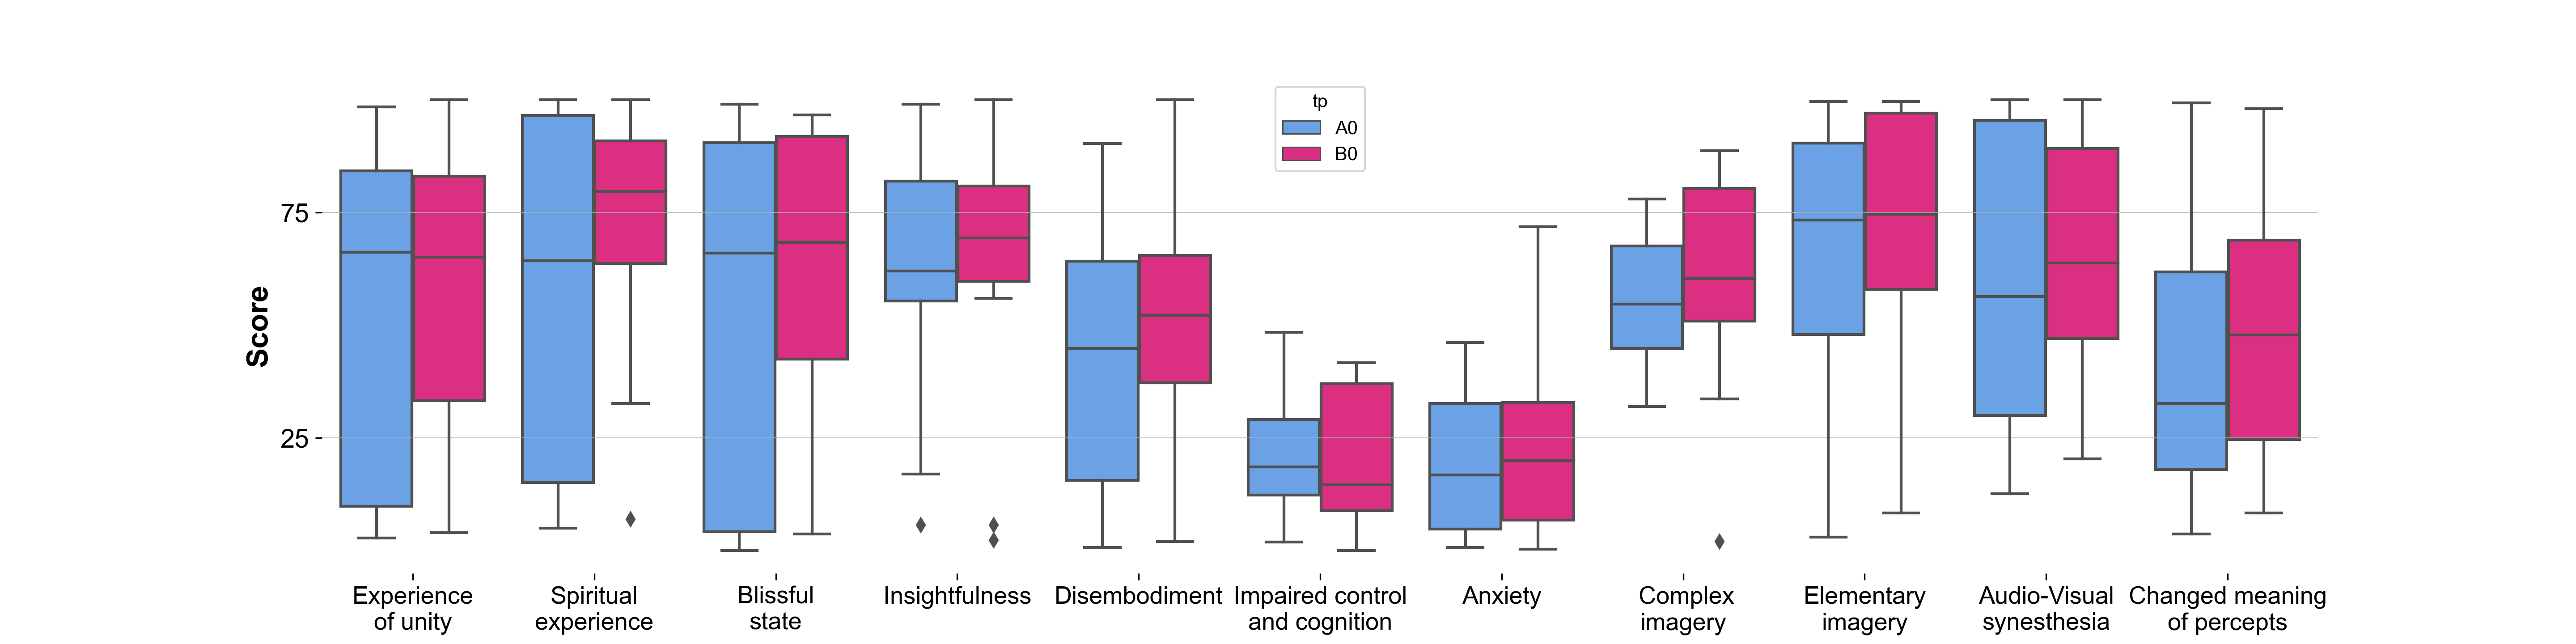 tp
A0
B0
75
25
Score
Experience
of unity
Spiritual
experience
Blissful
state
Insightfulness
Disembodiment
Impaired control
and cognition
Anxiety
Complex
imagery
Elementary
imagery
Audio-Visual
synesthesia
Changed meaning
of percepts